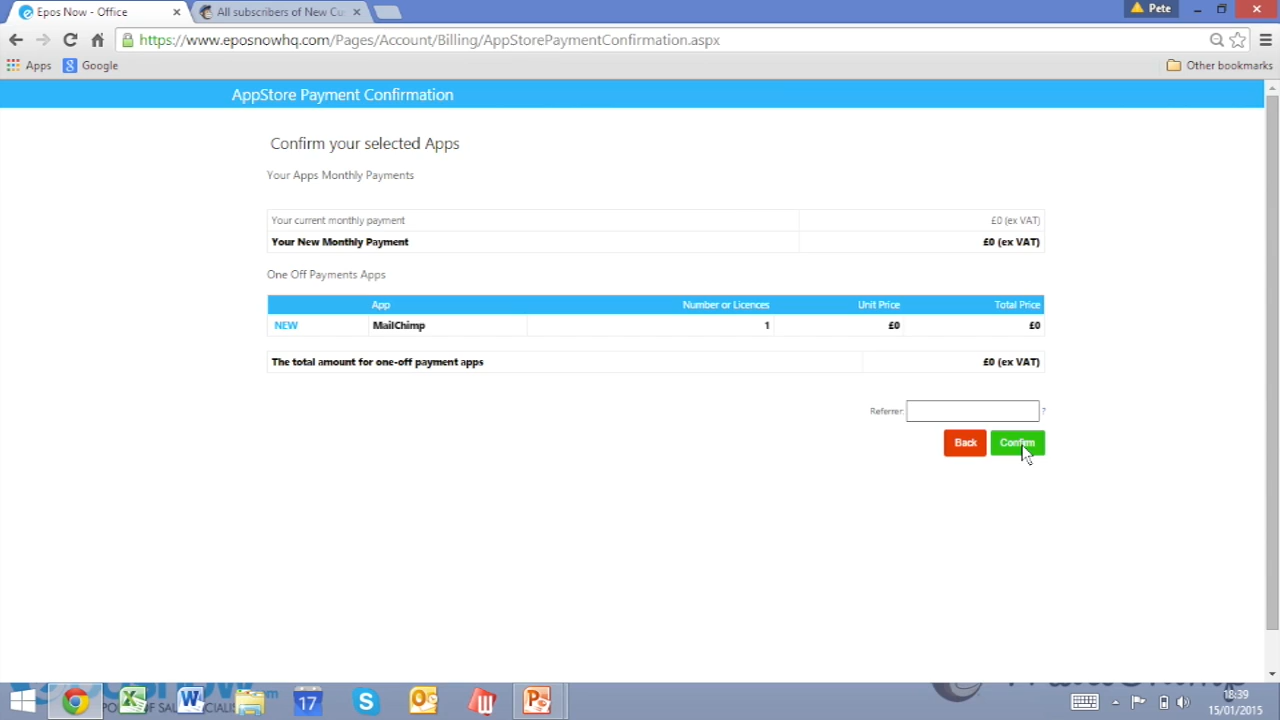 Epos Now - Office
All subscribers of New Cu
Pete
https://www.eposnowhq.com/Pages/Account/Billing/AppStorePaymentConfirmation.aspx
Apps
Google
Other bookmarks
AppStore Payment Confirmation
Confirm your selected Apps
Your Apps Monthly Payments
Your current monthly payment £0 (ex VAT)
Your New Monthly Payment £0 (ex VAT)
One Off Payments Apps
App Number or Licences Unit Price Total Price
NEW MailChimp 1 £0 £0
The total amount for one-off payment apps £0 (ex VAT)
Referrer: ?
Back Confirm
17
18:39
15/01/2015